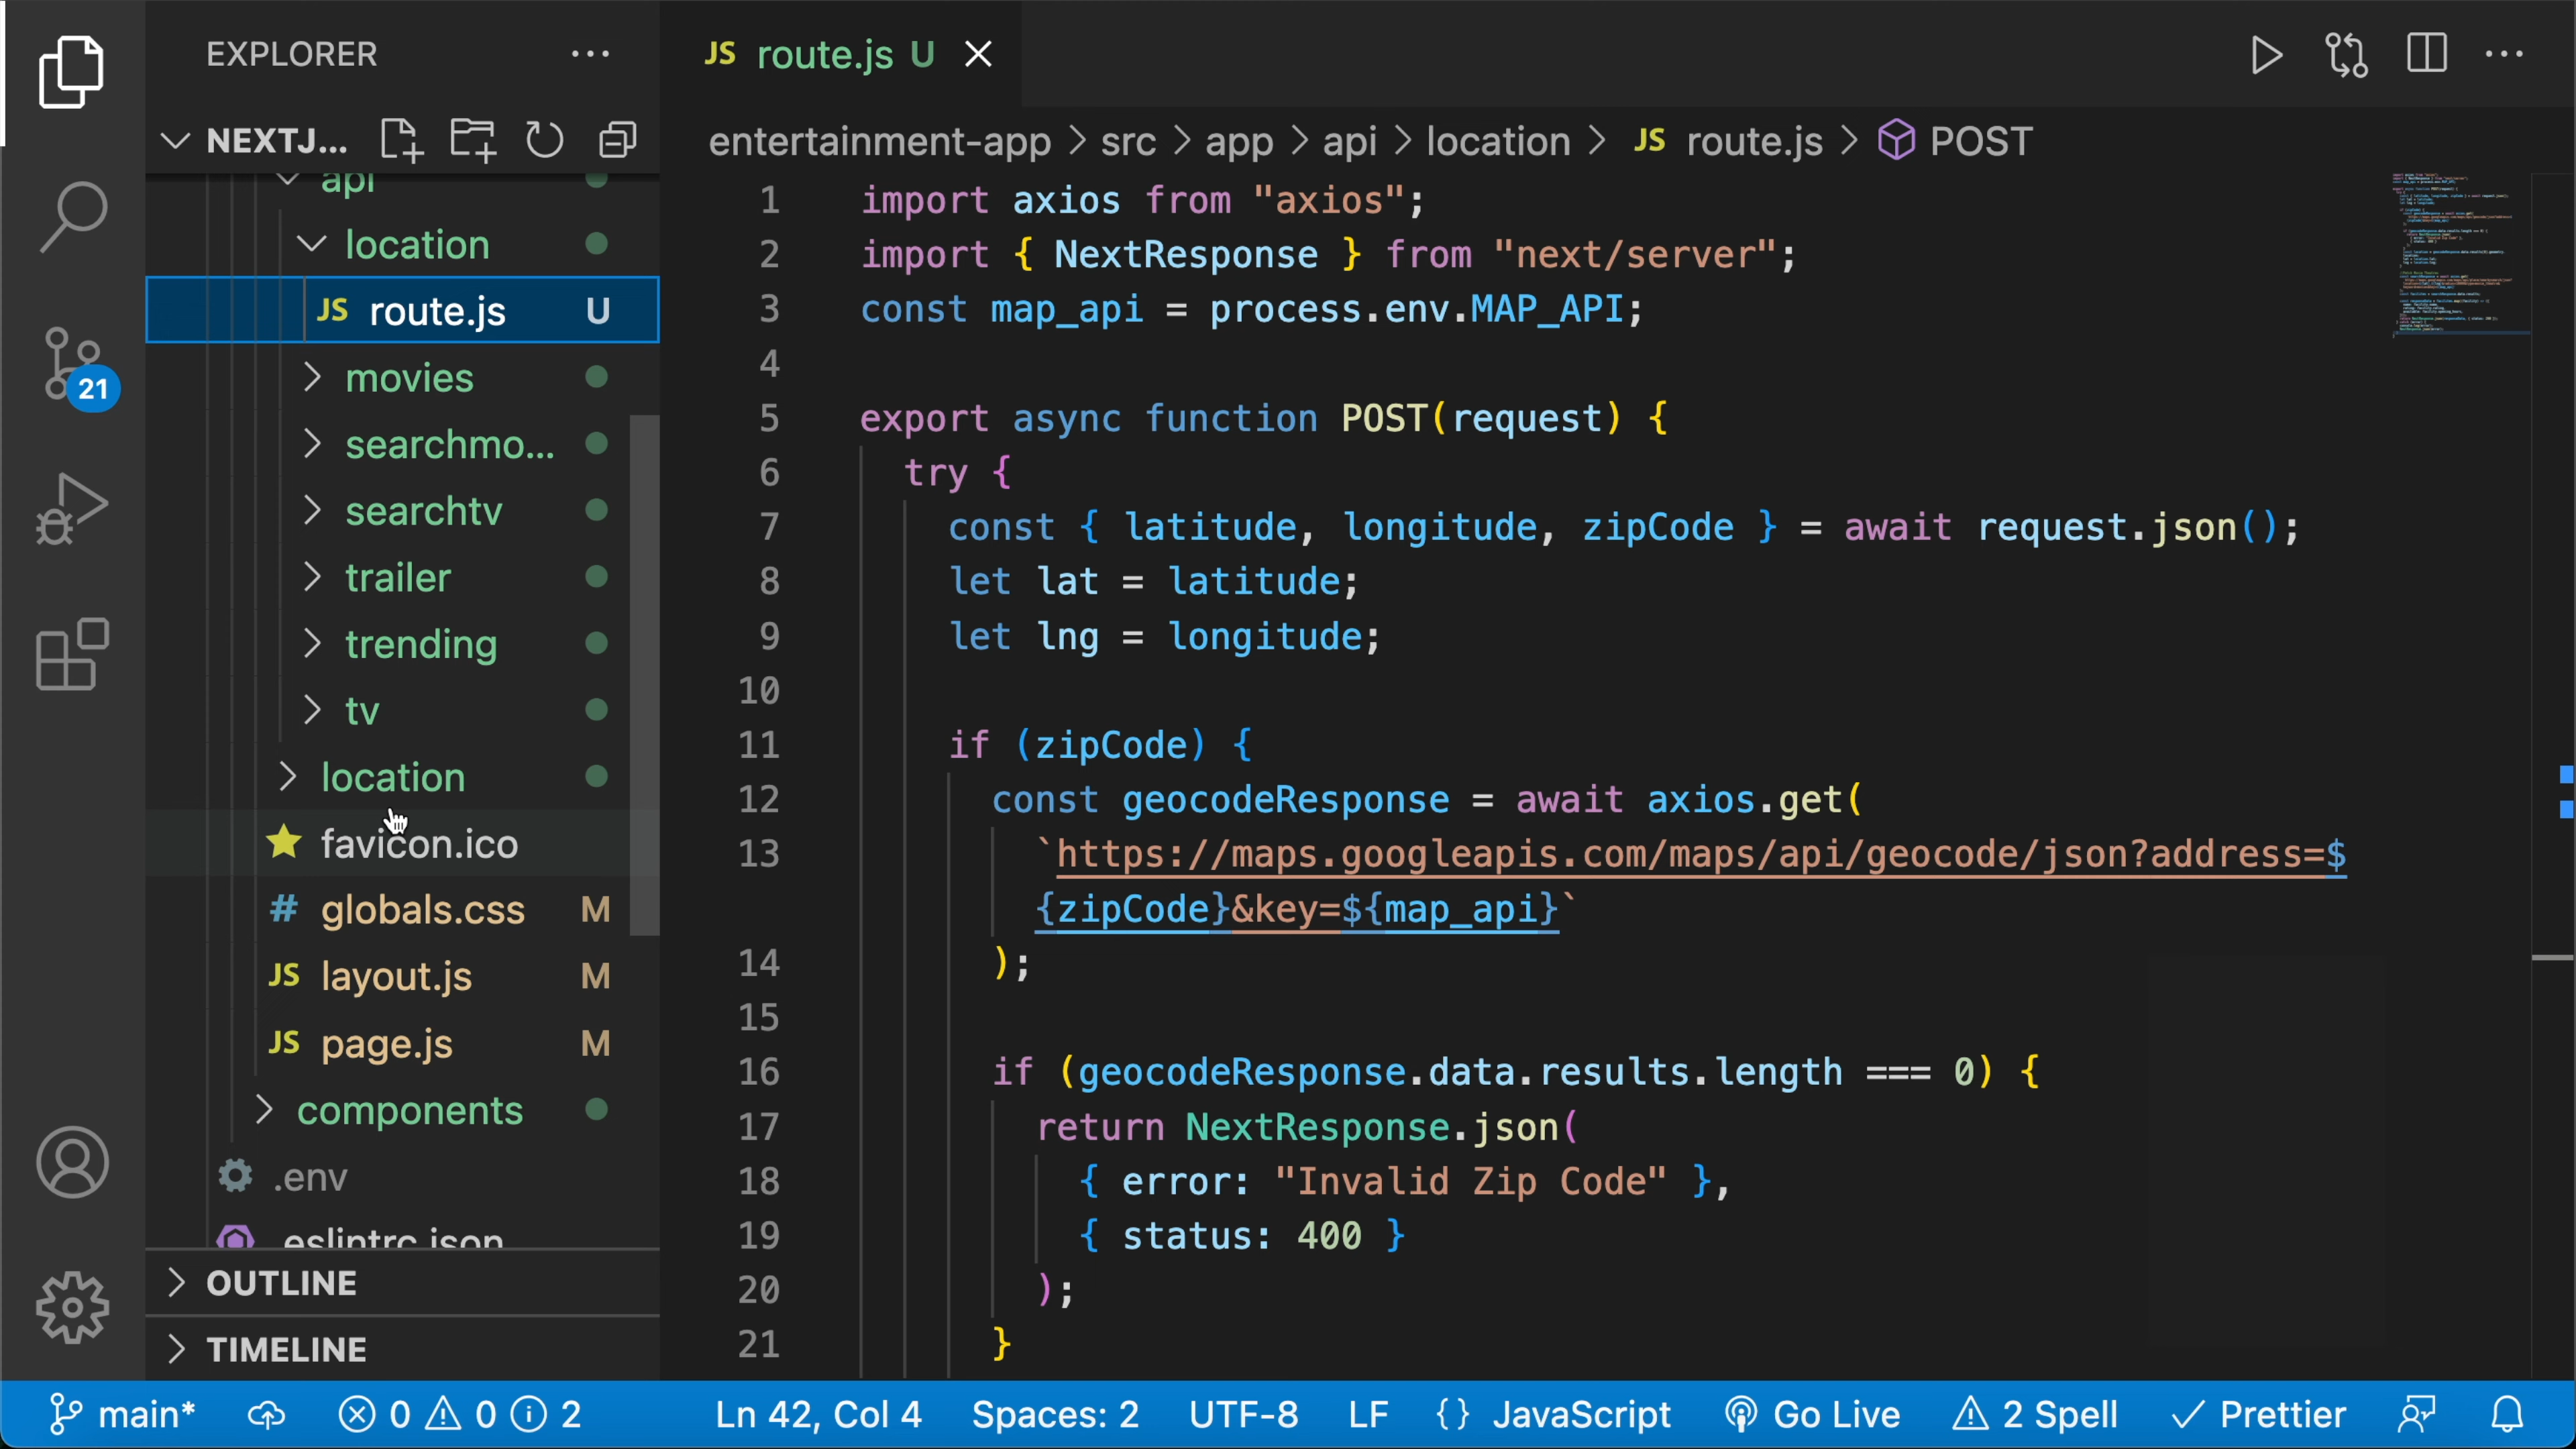 EXPLORER
NEXTJ...
api
location
JS route.js U
movies
searchmo...
searchtv
trailer
trending
tv
location
favicon.ico
# globals.css M
JS layout.js M
JS page.js M
components
.env
.eslintrc.json
OUTLINE
TIMELINE
21
JS route.js U
entertainment-app > src > app > api > location > JS route.js > POST
1 import axios from "axios";
2 import { NextResponse } from "next/server";
3 const map_api = process.env.MAP_API;
4
5 export async function POST(request) {
6 try {
7 const { latitude, longitude, zipCode } = await request.json();
8 let lat = latitude;
9 let lng = longitude;
10
11 if (zipCode) {
12 const geocodeResponse = await axios.get(
13 `https://maps.googleapis.com/maps/api/geocode/json?address=$
{zipCode}&key=${map_api}`
14 );
15
16 if (geocodeResponse.data.results.length === 0) {
17 return NextResponse.json(
18 { error: "Invalid Zip Code" },
19 { status: 400 }
20 );
21 }
main* 0 0 2 Ln 42, Col 4 Spaces: 2 UTF-8 LF {} JavaScript Go Live 2 Spell Prettier